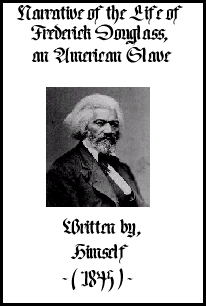 Narrative of the Life of
Frederick Douglass,
an American Slave
Written by,
Himself
-(1845)-